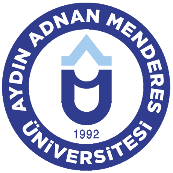 AYDIN ADNAN MENDERES
1992
ÜNİVERSİTESİ